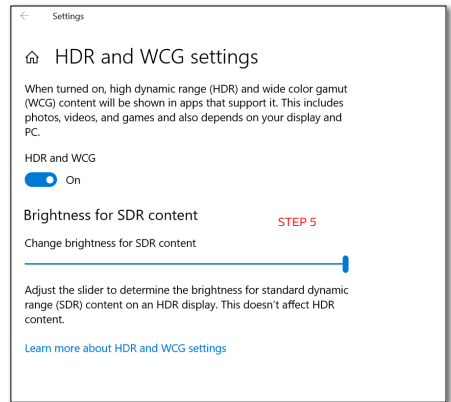 Settings
HDR and WCG settings
When turned on, high dynamic range (HDR) and wide color gamut
(WCG) content will be shown in apps that support it. This includes
photos, videos, and games and also depends on your display and
PC.
HDR and WCG
On
Brightness for SDR content
STEP 5
Change brightness for SDR content
Adjust the slider to determine the brightness for standard dynamic
range (SDR) content on an HDR display. This doesn't affect HDR
content.
Learn more about HDR and WCG settings